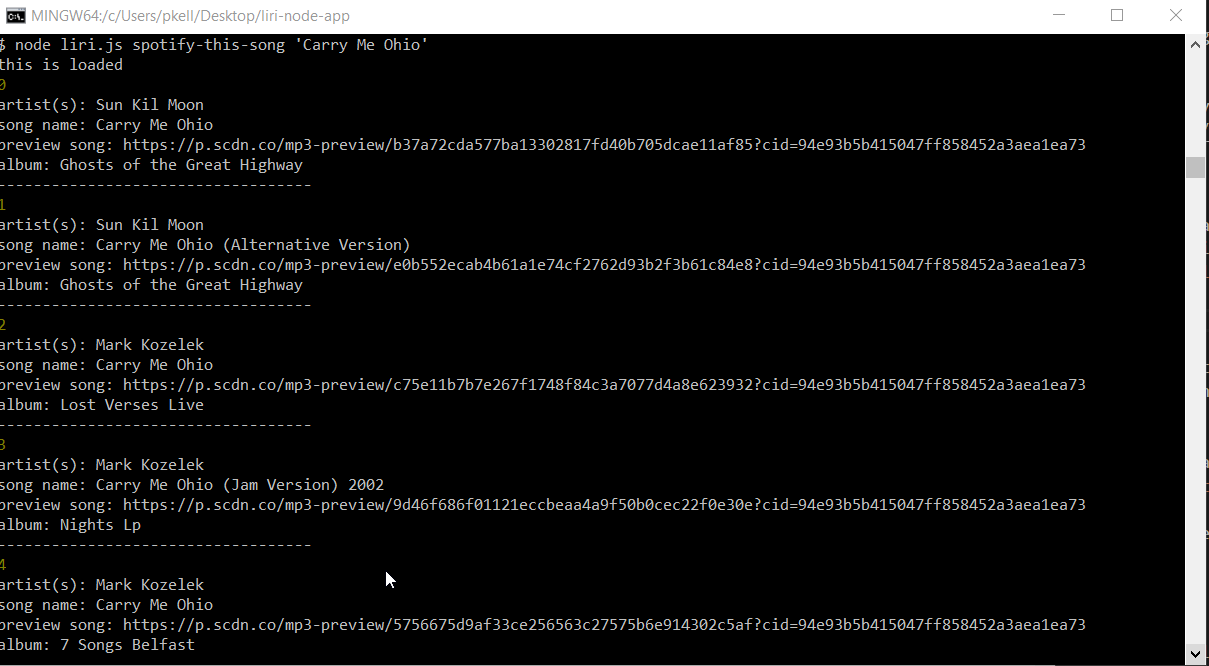 MINGW64:/c/Users/pkell/Desktop/liri-node-app
$ node liri.js spotify-this-song 'Carry Me Ohio'
this is loaded
0
artist(s): Sun Kil Moon
song name: Carry Me Ohio
preview song: https://p.scdn.co/mp3-preview/b37a72cda577ba13302817fd40b705dcae11af85?cid=94e93b5b415047ff858452a3aea1ea73
album: Ghosts of the Great Highway
-----------------------------------
1
artist(s): Sun Kil Moon
song name: Carry Me Ohio (Alternative Version)
preview song: https://p.scdn.co/mp3-preview/e0b552ecab4b61a1e74cf2762d93b2f3b61c84e8?cid=94e93b5b415047ff858452a3aea1ea73
album: Ghosts of the Great Highway
-----------------------------------
2
artist(s): Mark Kozelek
song name: Carry Me Ohio
preview song: https://p.scdn.co/mp3-preview/c75e11b7b7e267f1748f84c3a7077d4a8e623932?cid=94e93b5b415047ff858452a3aea1ea73
album: Lost Verses Live
-----------------------------------
3
artist(s): Mark Kozelek
song name: Carry Me Ohio (Jam Version) 2002
preview song: https://p.scdn.co/mp3-preview/9d46f686f01121eccbeaa4a9f50b0cec22f0e30e?cid=94e93b5b415047ff858452a3aea1ea73
album: Nights Lp
-----------------------------------
4
artist(s): Mark Kozelek
song name: Carry Me Ohio
preview song: https://p.scdn.co/mp3-preview/5756675d9af33ce256563c27575b6e914302c5af?cid=94e93b5b415047ff858452a3aea1ea73
album: 7 Songs Belfast